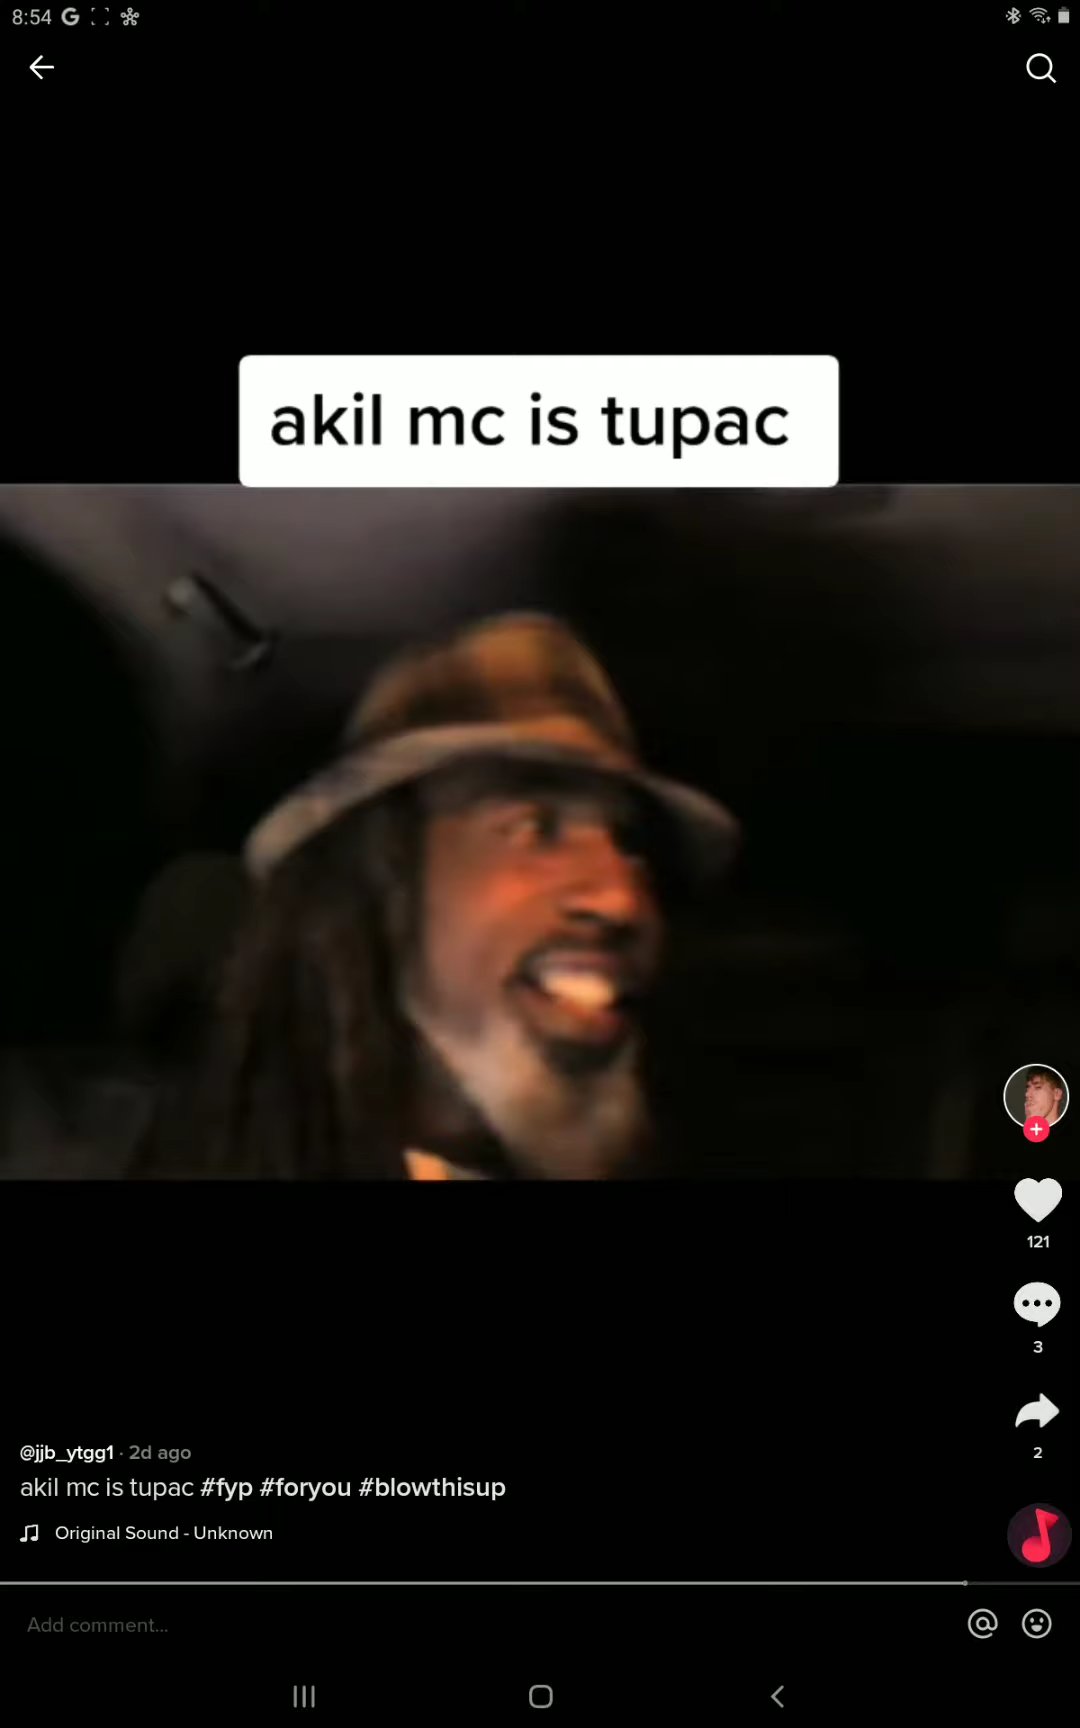 8:54
akil mc is tupac
121
3
2
@jjb_ytgg1 · 2d ago
akil mc is tupac #fyp #foryou #blowthisup
Original Sound - Unknown
Add comment...